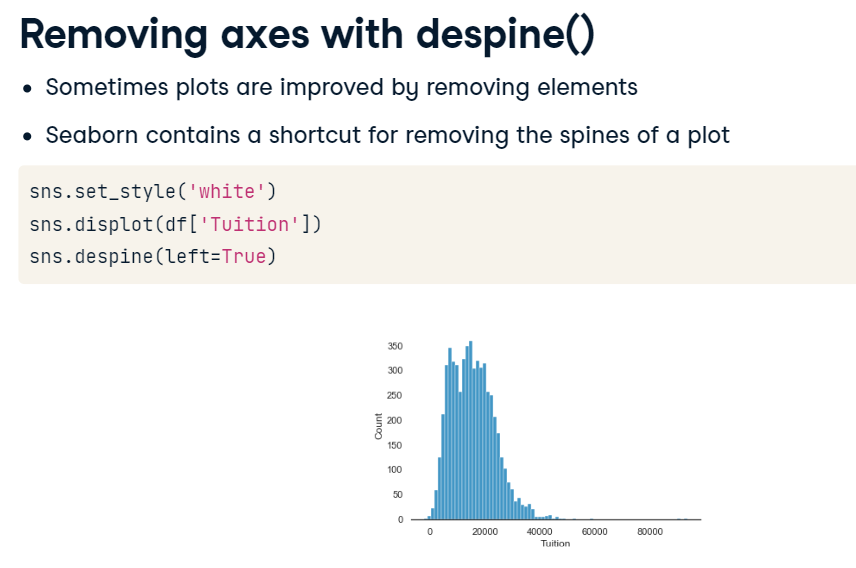 Removing axes with despine()
• Sometimes plots are improved by removing elements
• Seaborn contains a shortcut for removing the spines of a plot
sns.set_style('white')
sns.displot(df['Tuition'])
sns.despine(left=True)
350
300
250
200
150
100
50
0
Count
0 20000 40000 60000 80000
Tuition